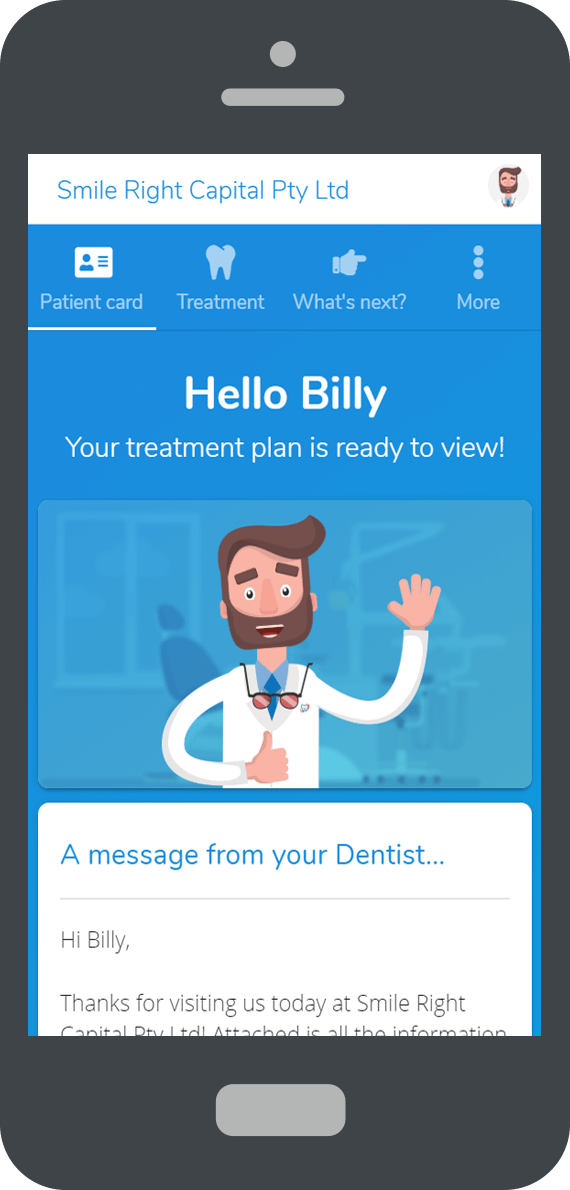 Smile Right Capital Pty Ltd
Patient card
Treatment
What's next?
More
Hello Billy
Your treatment plan is ready to view!
A message from your Dentist...
Hi Billy,
Thanks for visiting us today at Smile Right
Capital Pty Ltd! Attached is all the information